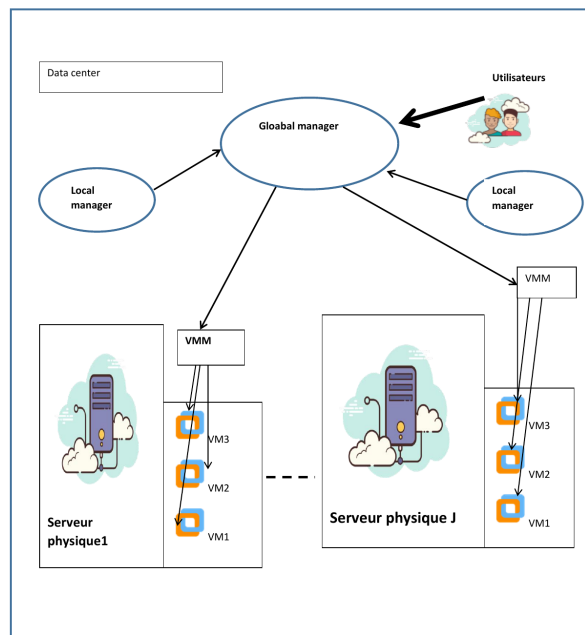 Data center
Utilisateurs
Gloabal manager
Local
manager
Local
manager
VMM
VMM
VM3
VM2
VM1
Serveur
physique1
VM3
VM2
VM1
Serveur physique J